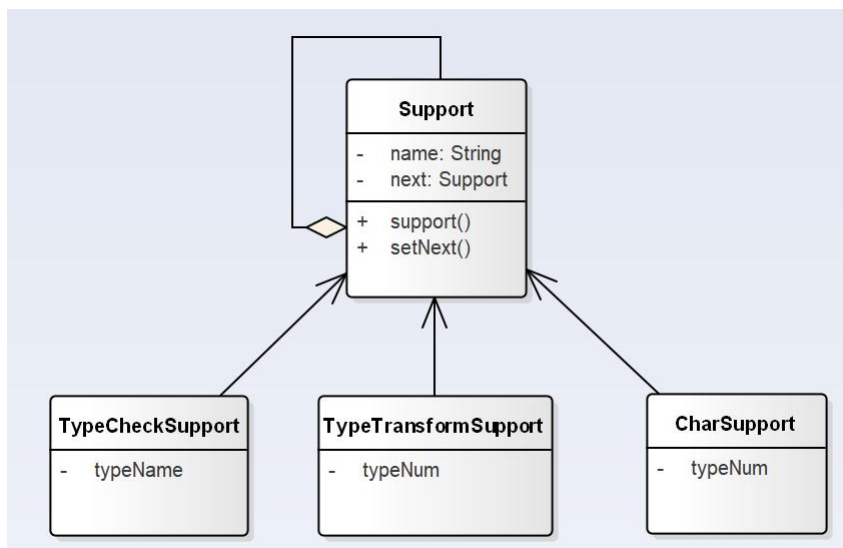 Support
- name: String
- next: Support
+ support()
+ setNext()
TypeCheckSupport
- typeName
TypeTransformSupport
- typeNum
CharSupport
- typeNum